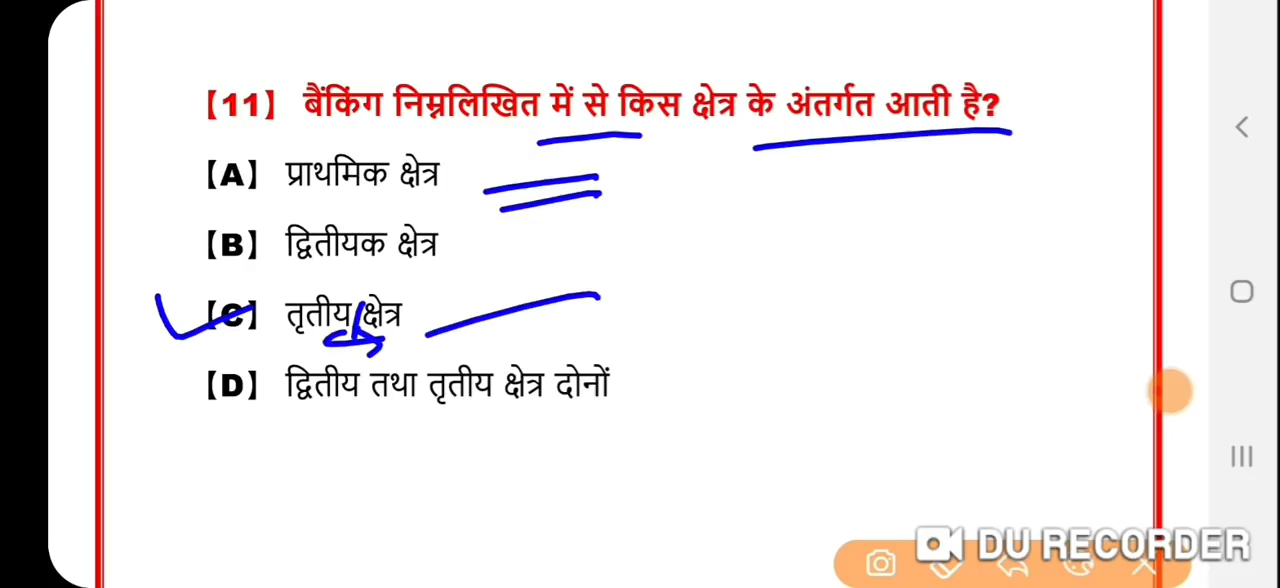 【11】 बैंकिंग निम्नलिखित में से किस क्षेत्र के अंतर्गत आती है?
【A】 प्राथमिक क्षेत्र
【B】 द्वितीयक क्षेत्र
【C】 तृतीय क्षेत्र
【D】 द्वितीय तथा तृतीय क्षेत्र दोनों
DU RECORDER